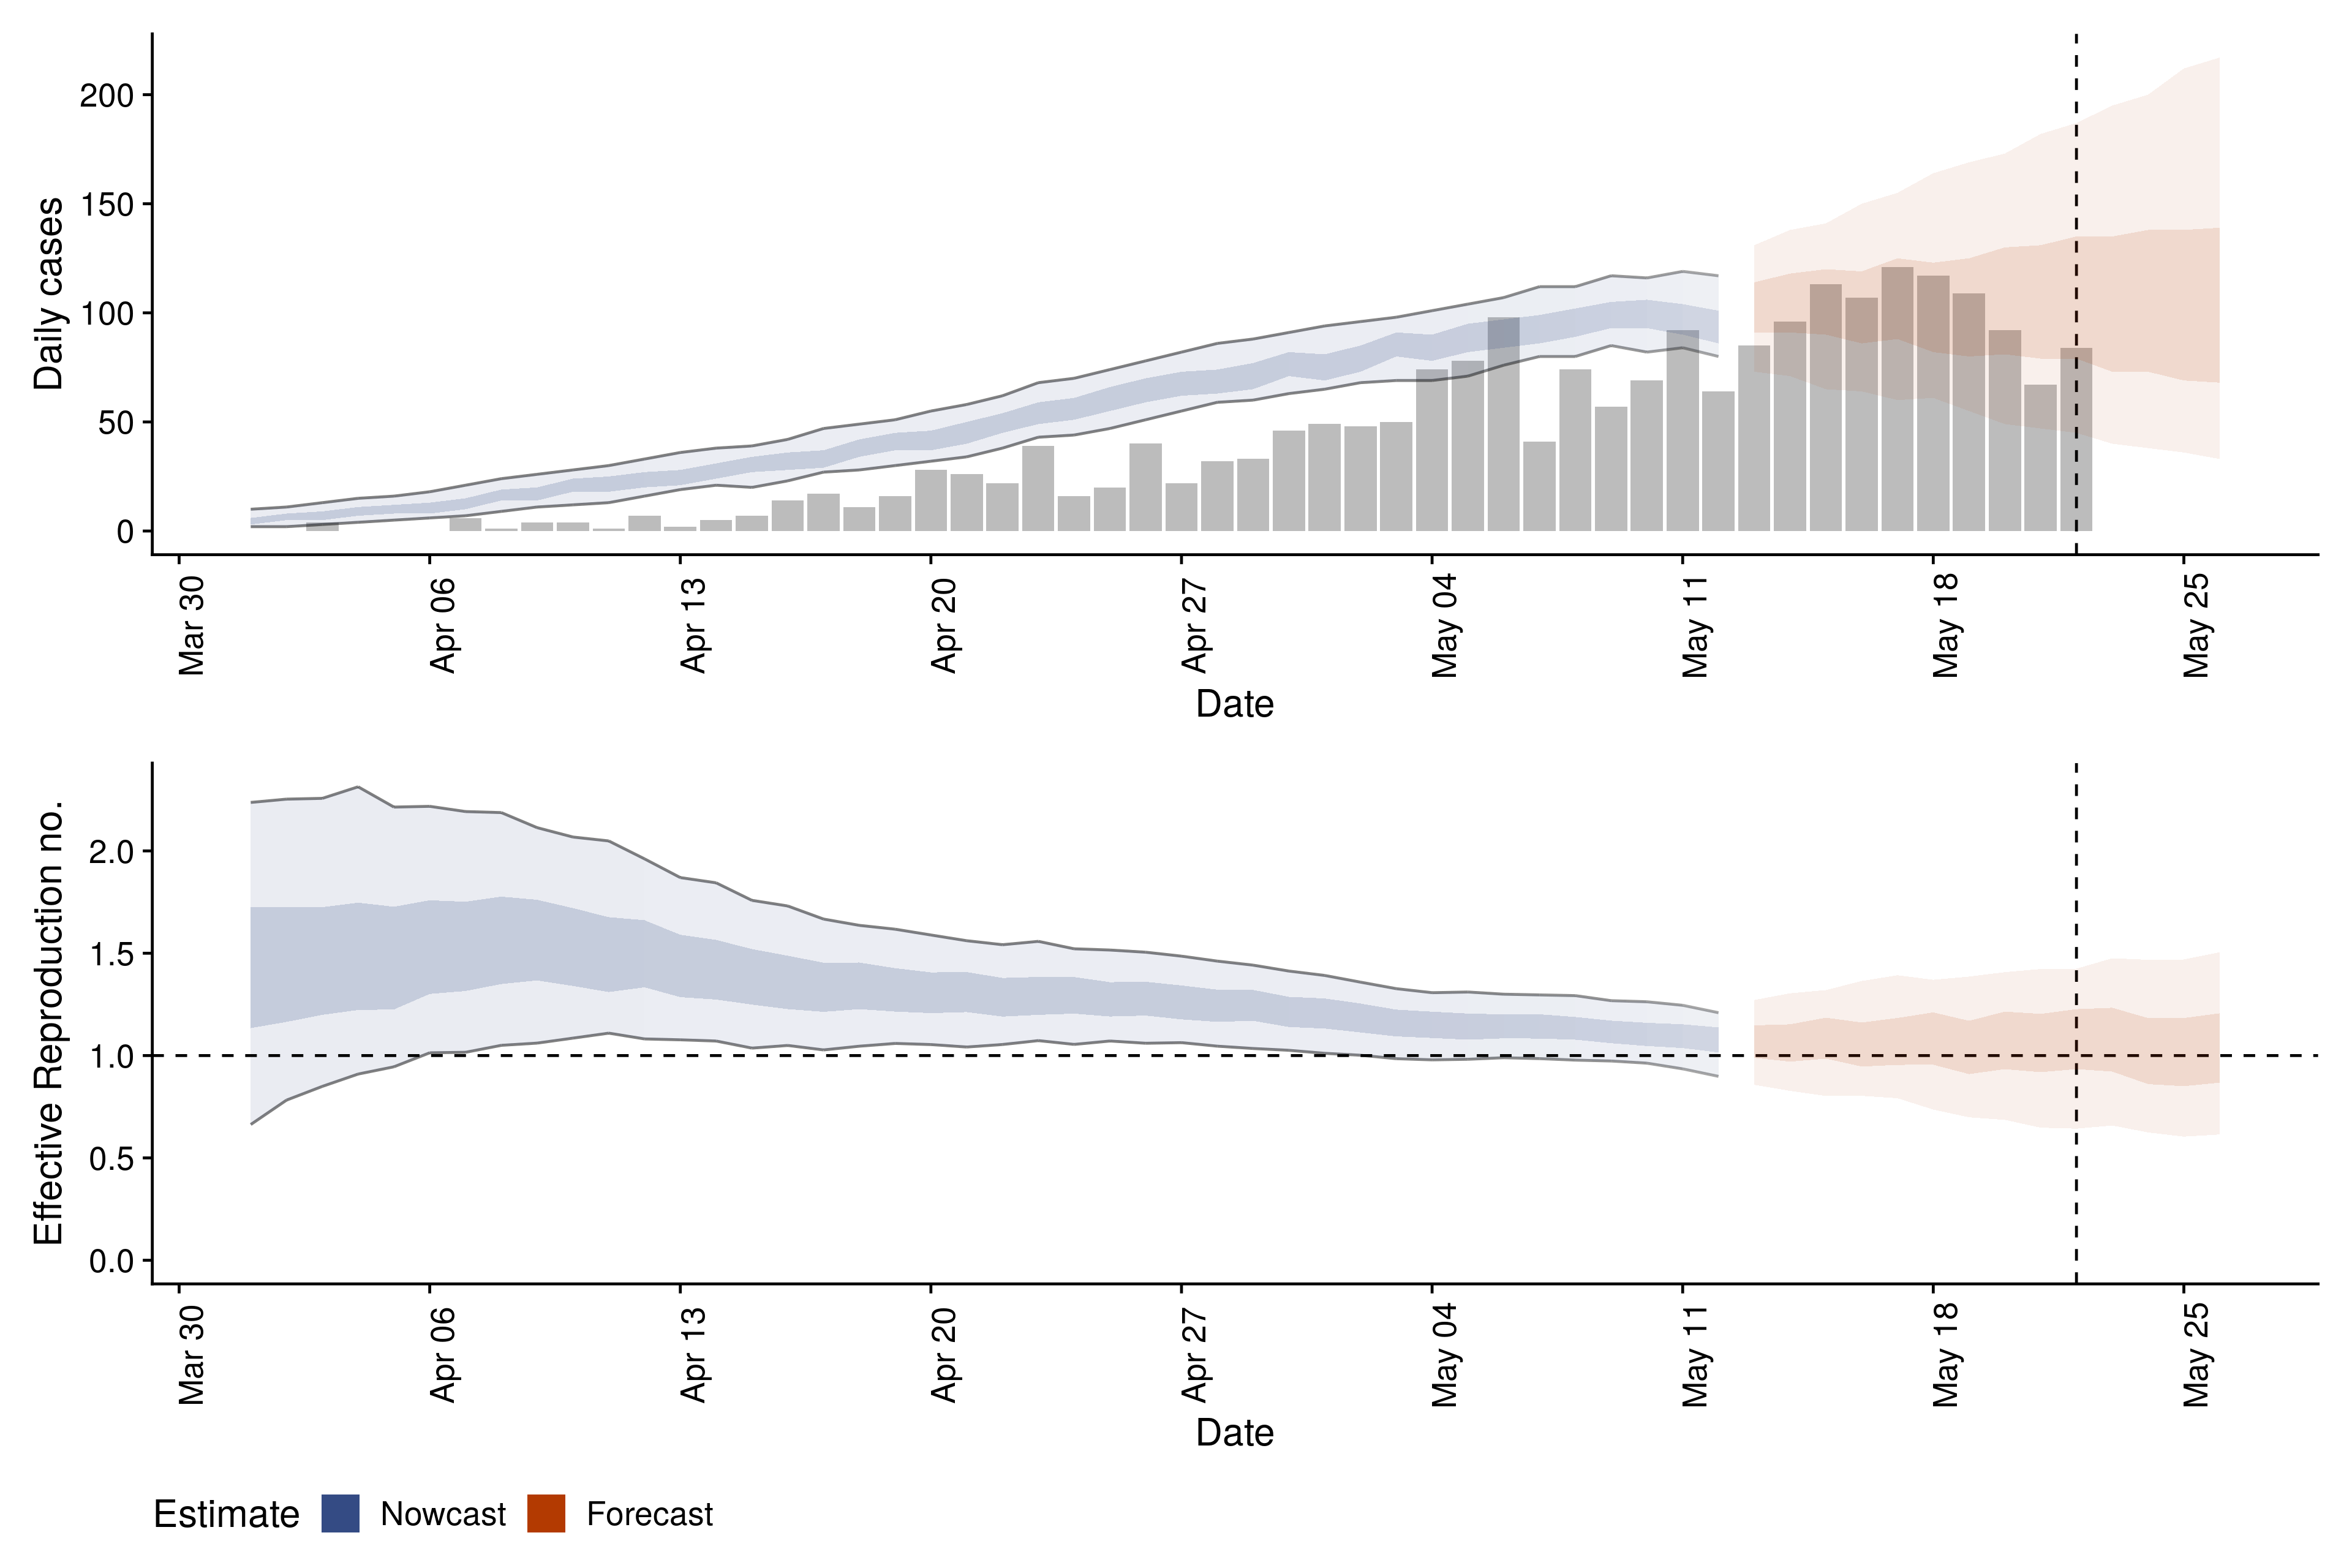 200
150
100
50
0
Daily cases
Mar 30
Apr 06
Apr 13
Apr 20
Apr 27
May 04
May 11
May 18
May 25
Date
2.0
1.5
1.0
0.5
0.0
Effective Reproduction no.
Mar 30
Apr 06
Apr 13
Apr 20
Apr 27
May 04
May 11
May 18
May 25
Date
Estimate Nowcast Forecast